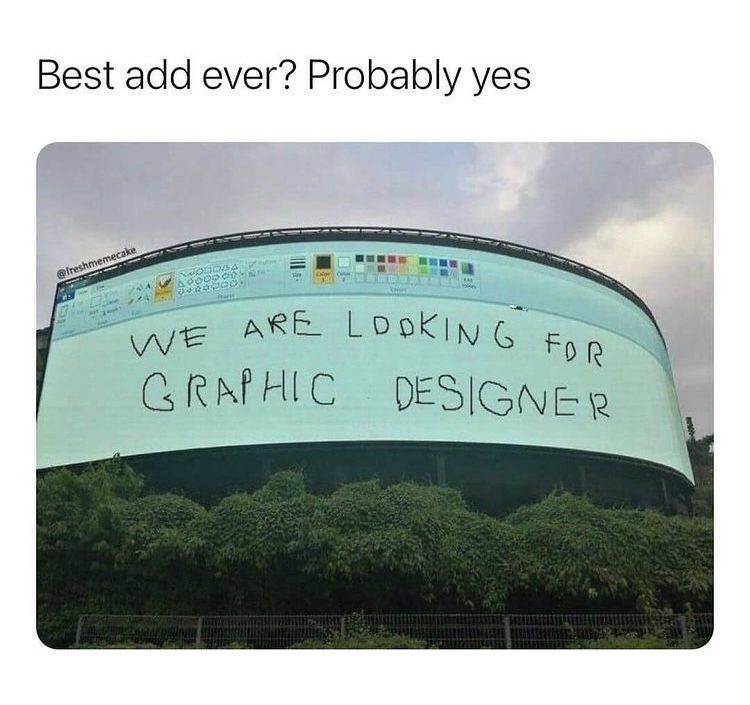 Best add ever? Probably yes
@freshmemecake
WE ARE LOOKING FOR
GRAPHIC DESIGNER